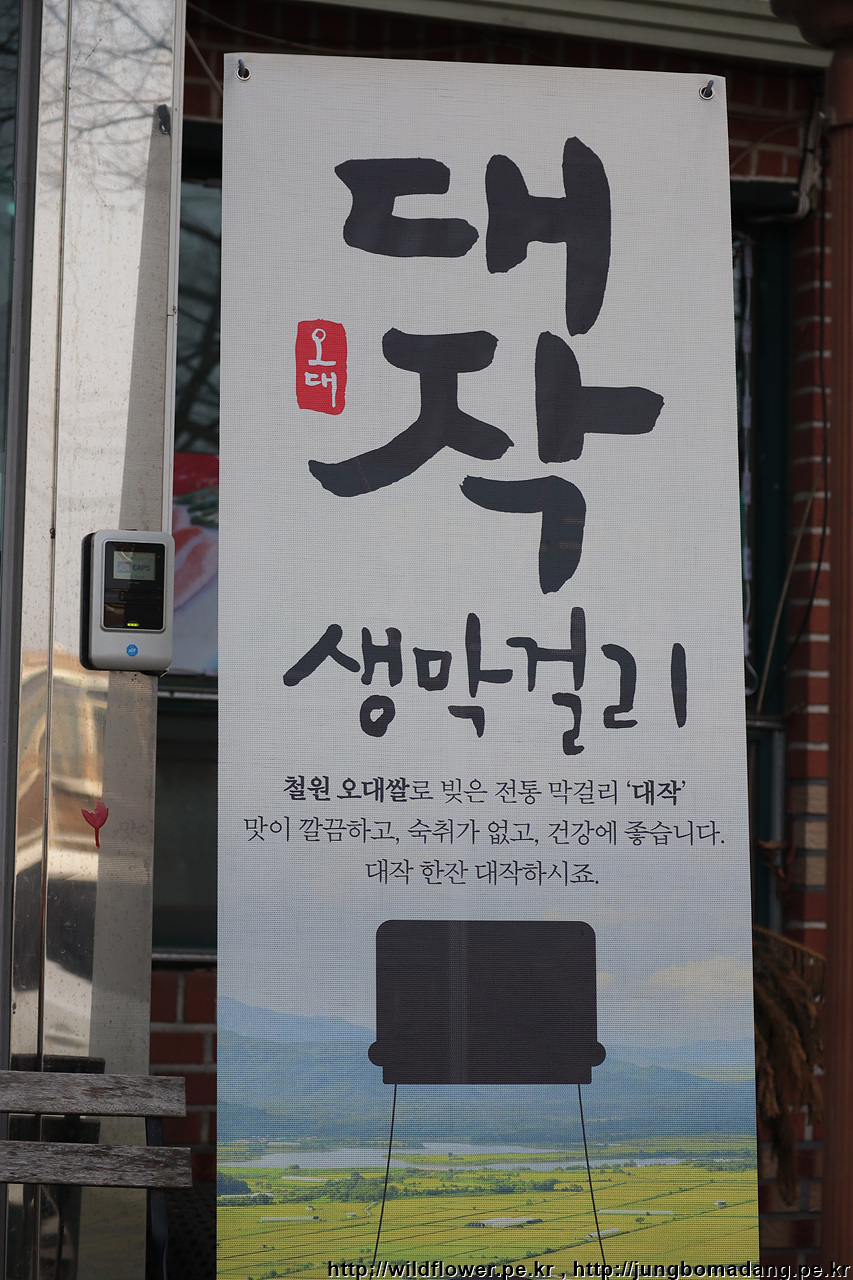 대
작
오
대
생막걸리
철원 오대쌀로 빚은 전통 막걸리 ‘대작’
맛이 깔끔하고, 숙취가 없고, 건강에 좋습니다.
대작 한잔 대작하시죠.
http://wildflower.pe.kr , http://jungbomadang.pe.kr